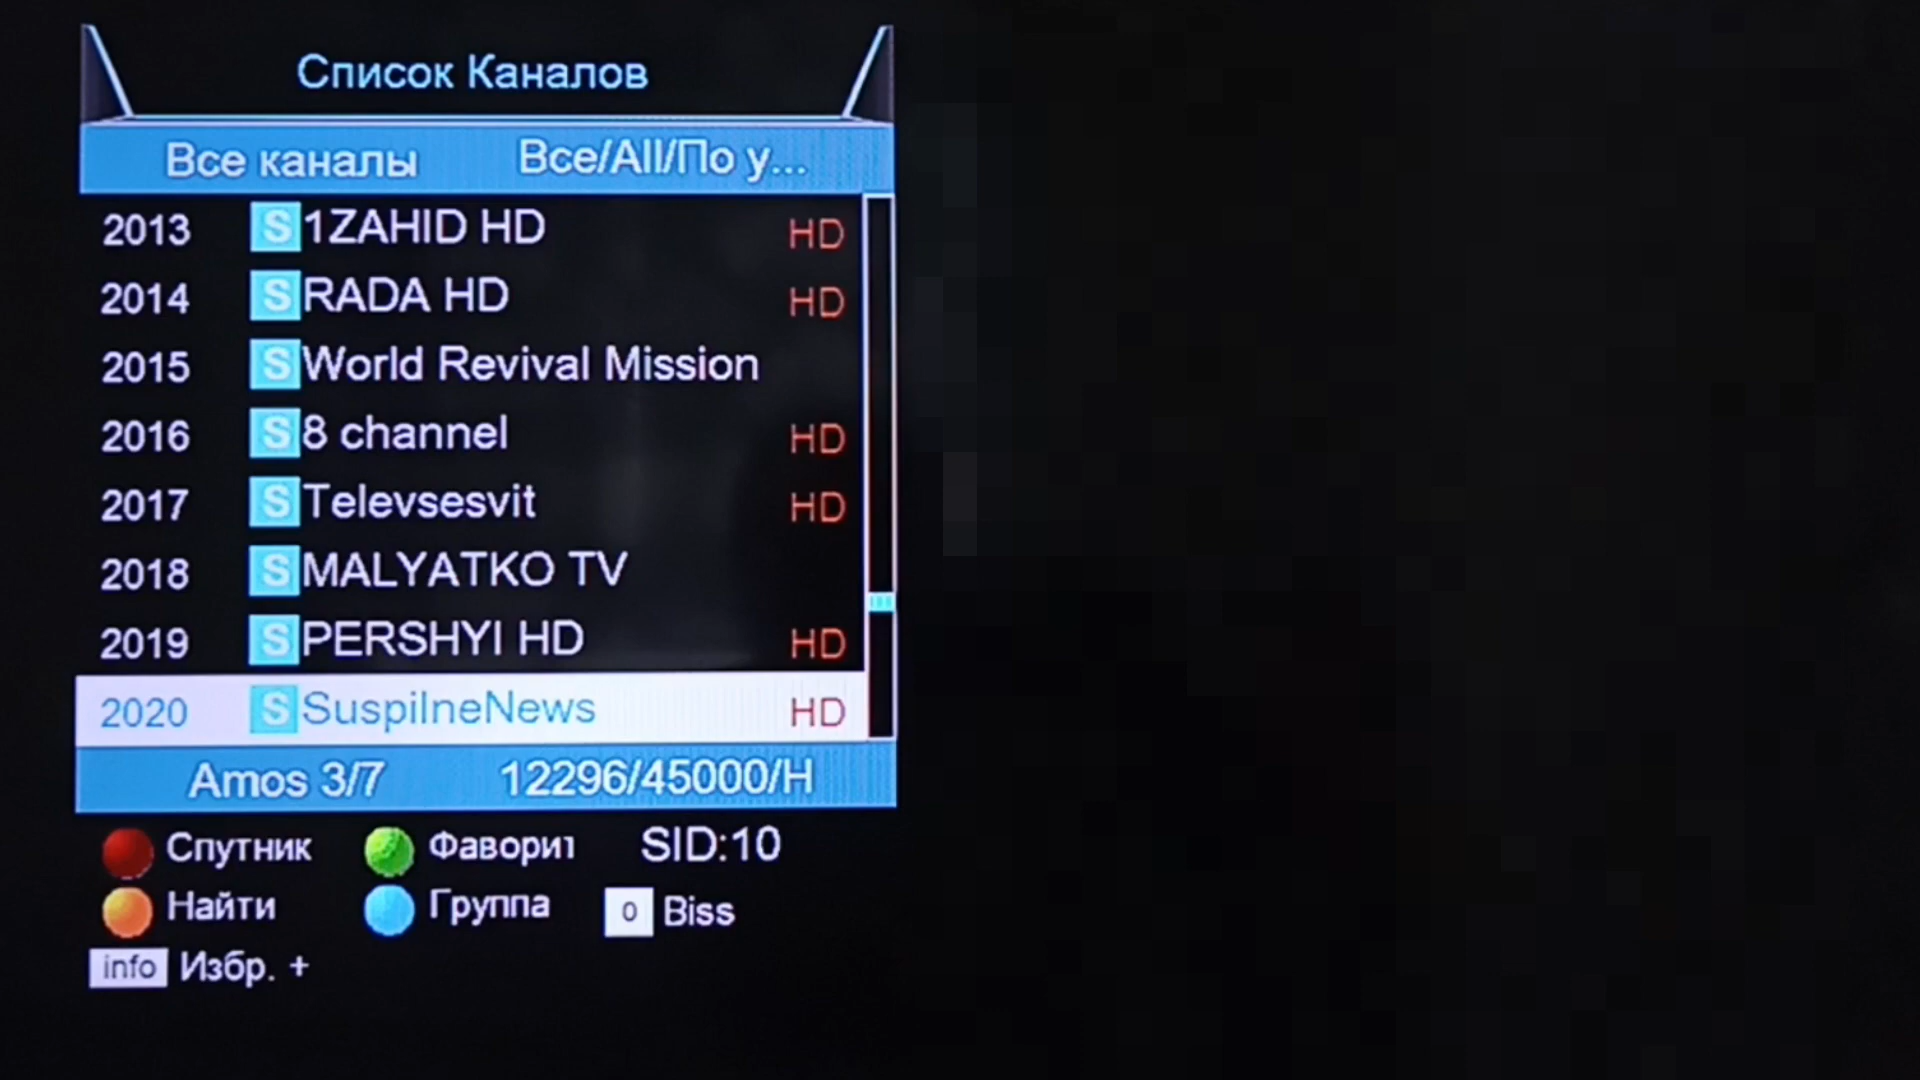 Список Каналов
Все каналы Все/All/По у...
2013 S 1ZAHID HD HD
2014 S RADA HD HD
2015 S World Revival Mission
2016 S 8 channel HD
2017 S Televsesvit HD
2018 S MALYATKO TV
2019 S PERSHYI HD HD
2020 S SuspilneNews HD
Amos 3/7 12296/45000/H
Спутник Фаворит SID:10
Найти Группа 0 Biss
info Избр. +